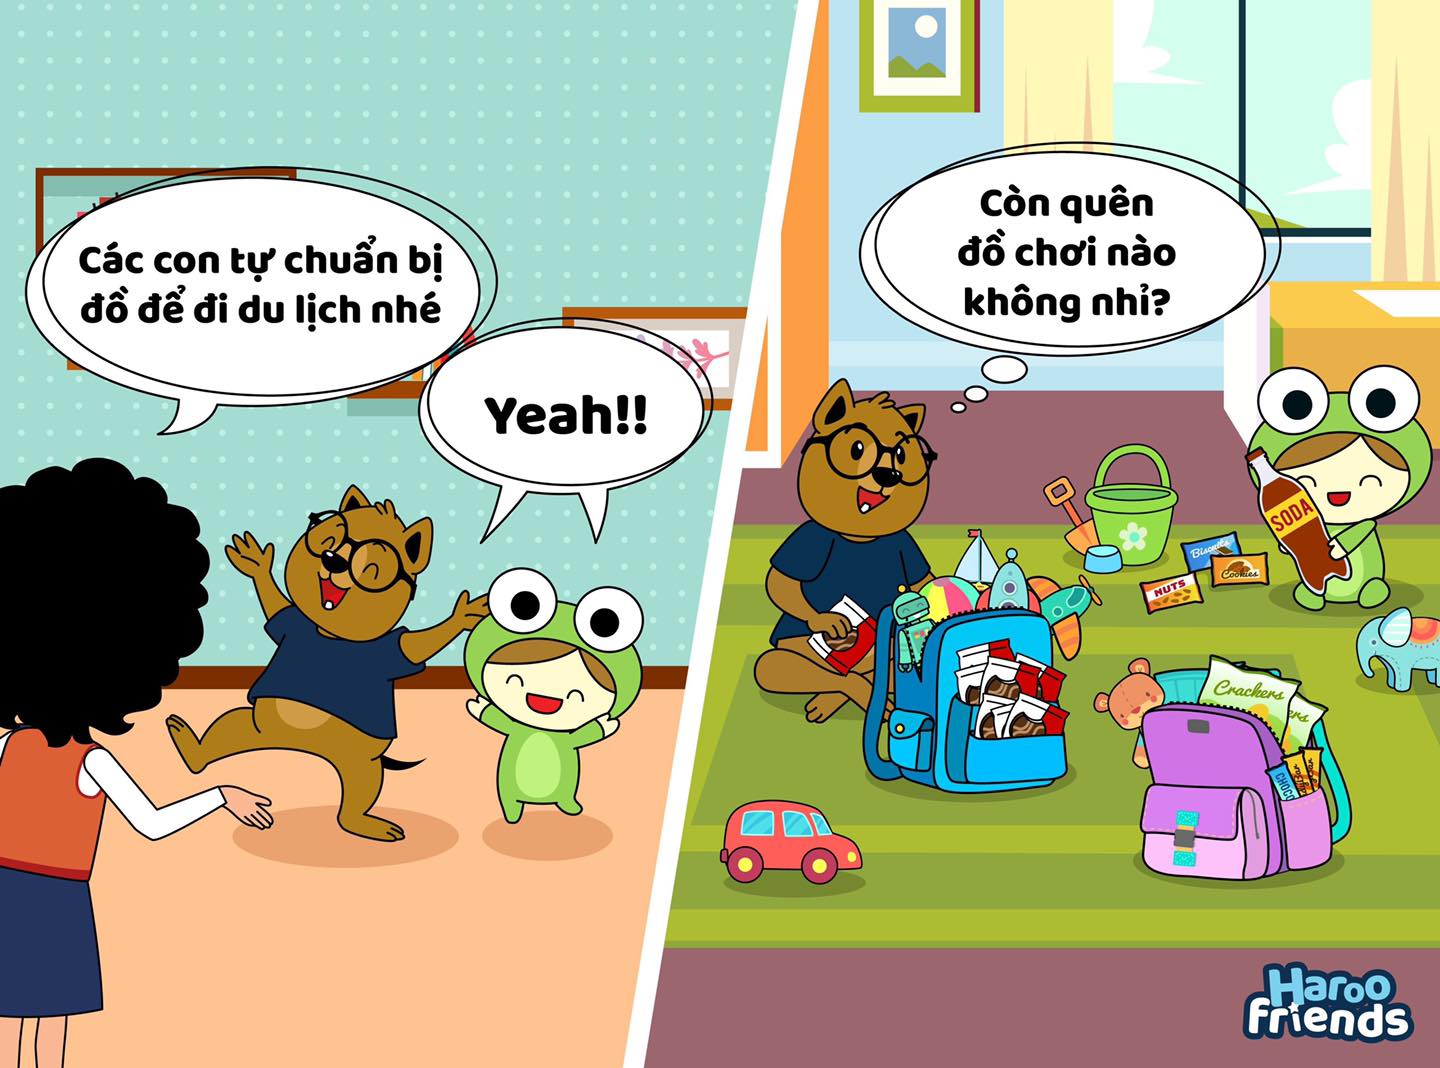 Các con tự chuẩn bị
đồ để đi du lịch nhé
Yeah!!
Còn quên
đồ chơi nào
không nhỉ?
SODA
Biscuits
Cookies
NUTS
Crackers
Haroo
friends